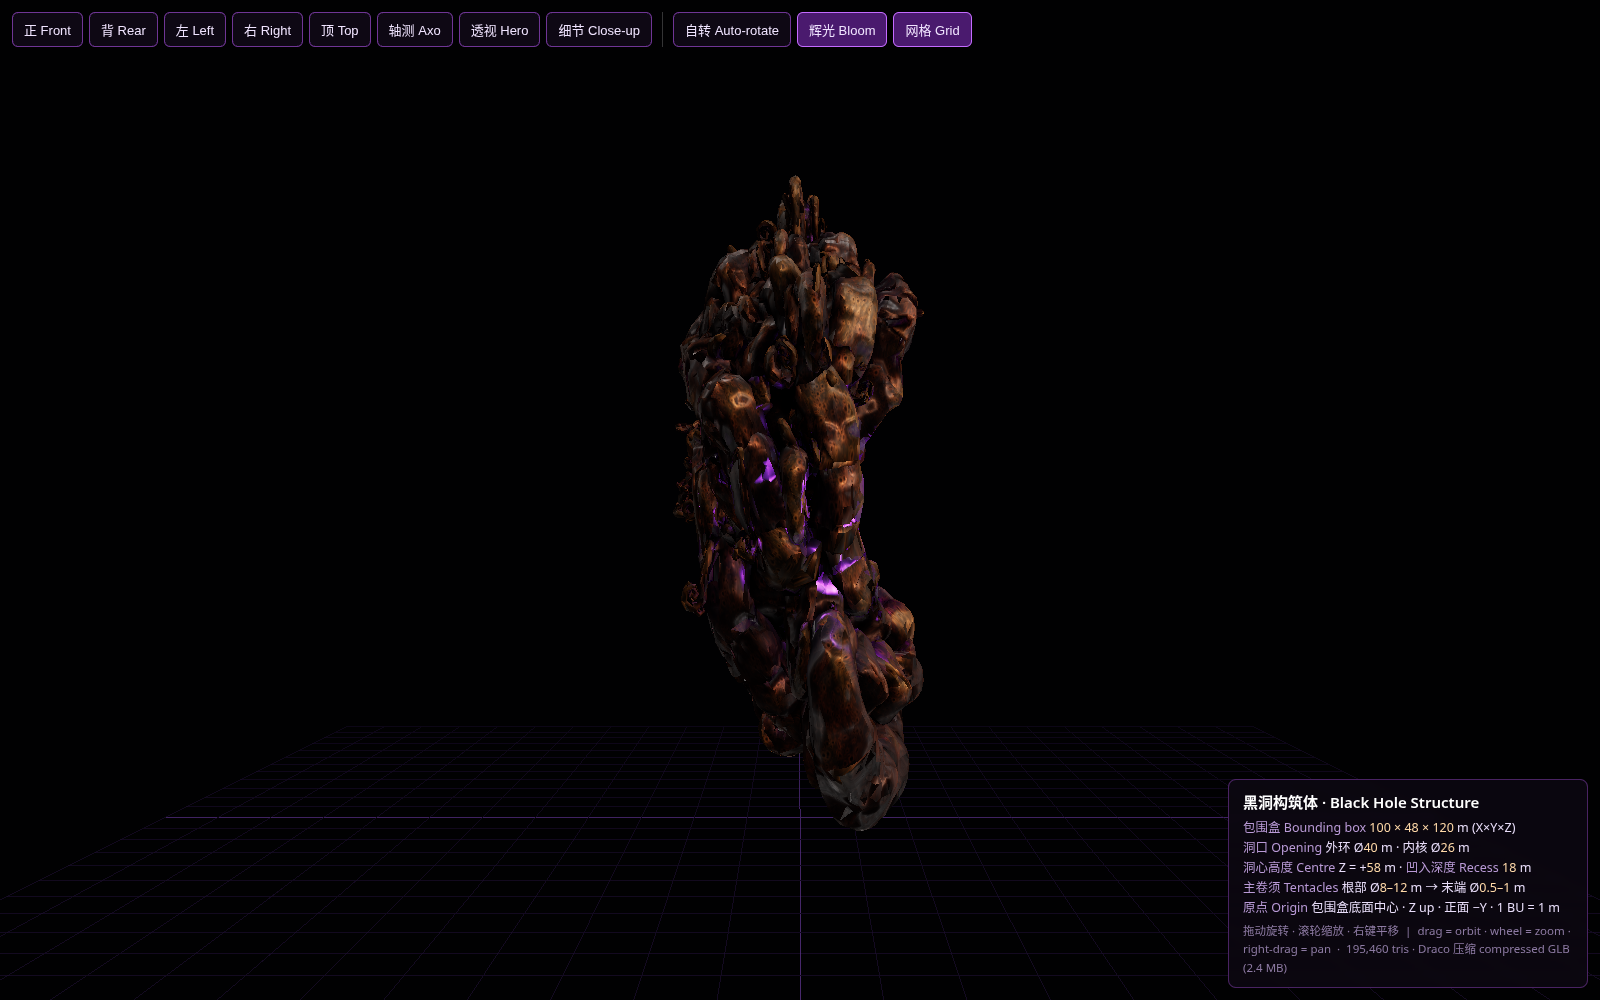 正 Front 背 Rear 左 Left 右 Right 顶 Top 轴测 Axo 透视 Hero 细节 Close-up 自转 Auto-rotate 辉光 Bloom 网格 Grid
黑洞构筑体 · Black Hole Structure
包围盒 Bounding box 100 × 48 × 120 m (X×Y×Z)
洞口 Opening 外环 Ø40 m · 内核 Ø26 m
洞心高度 Centre Z = +58 m · 凹入深度 Recess 18 m
主卷须 Tentacles 根部 Ø8–12 m → 末端 Ø0.5–1 m
原点 Origin 包围盒底面中心 · Z up · 正面 −Y · 1 BU = 1 m
拖动旋转 · 滚轮缩放 · 右键平移 | drag = orbit · wheel = zoom ·
right-drag = pan · 195,460 tris · Draco 压缩 compressed GLB
(2.4 MB)